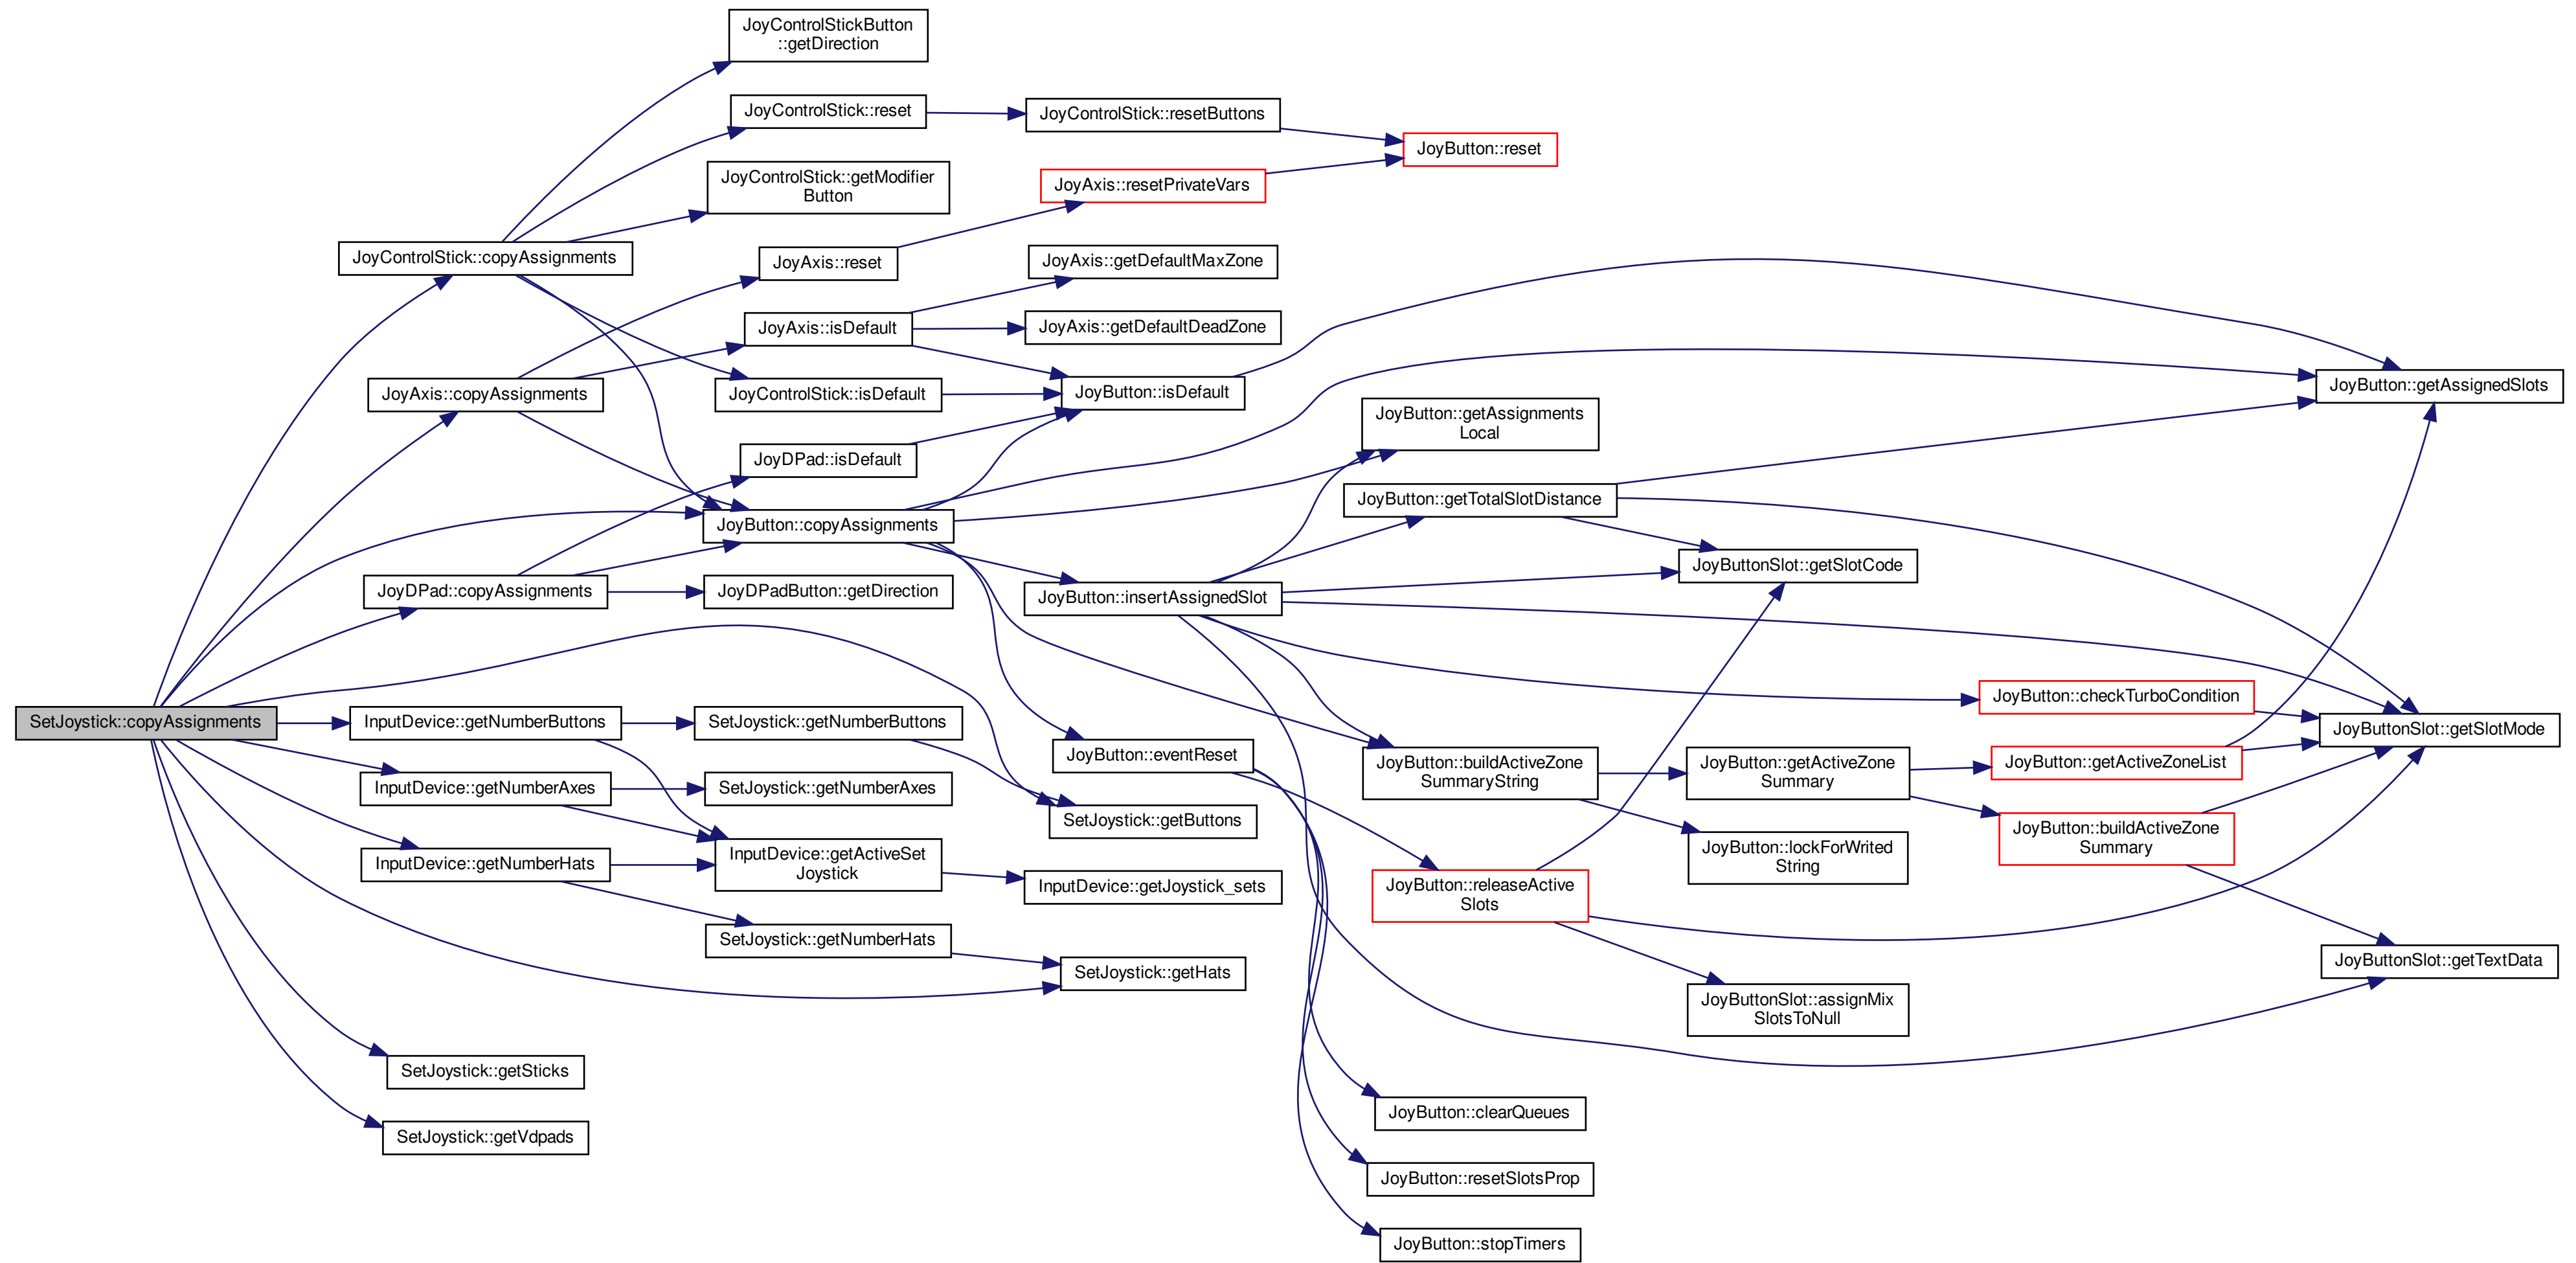 JoyControlStickButton
::getDirection
JoyControlStick::reset
JoyControlStick::resetButtons
JoyButton::reset
JoyControlStick::getModifier
Button
JoyAxis::resetPrivateVars
JoyControlStick::copyAssignments
JoyAxis::reset
JoyAxis::getDefaultMaxZone
JoyAxis::isDefault
JoyAxis::getDefaultDeadZone
JoyAxis::copyAssignments
JoyControlStick::isDefault
JoyButton::isDefault
JoyButton::getAssignedSlots
JoyButton::getAssignments
Local
JoyDPad::isDefault
JoyButton::getTotalSlotDistance
JoyButton::copyAssignments
JoyButtonSlot::getSlotCode
JoyDPad::copyAssignments
JoyDPadButton::getDirection
JoyButton::insertAssignedSlot
JoyButton::checkTurboCondition
SetJoystick::copyAssignments
InputDevice::getNumberButtons
SetJoystick::getNumberButtons
JoyButtonSlot::getSlotMode
JoyButton::eventReset
JoyButton::buildActiveZone
SummaryString
JoyButton::getActiveZone
Summary
JoyButton::getActiveZoneList
InputDevice::getNumberAxes
SetJoystick::getNumberAxes
SetJoystick::getButtons
JoyButton::buildActiveZone
Summary
JoyButton::lockForWrited
String
InputDevice::getNumberHats
InputDevice::getActiveSet
Joystick
InputDevice::getJoystick_sets
JoyButton::releaseActive
Slots
SetJoystick::getNumberHats
SetJoystick::getHats
JoyButtonSlot::getTextData
JoyButtonSlot::assignMix
SlotsToNull
SetJoystick::getSticks
JoyButton::clearQueues
SetJoystick::getVdpads
JoyButton::resetSlotsProp
JoyButton::stopTimers